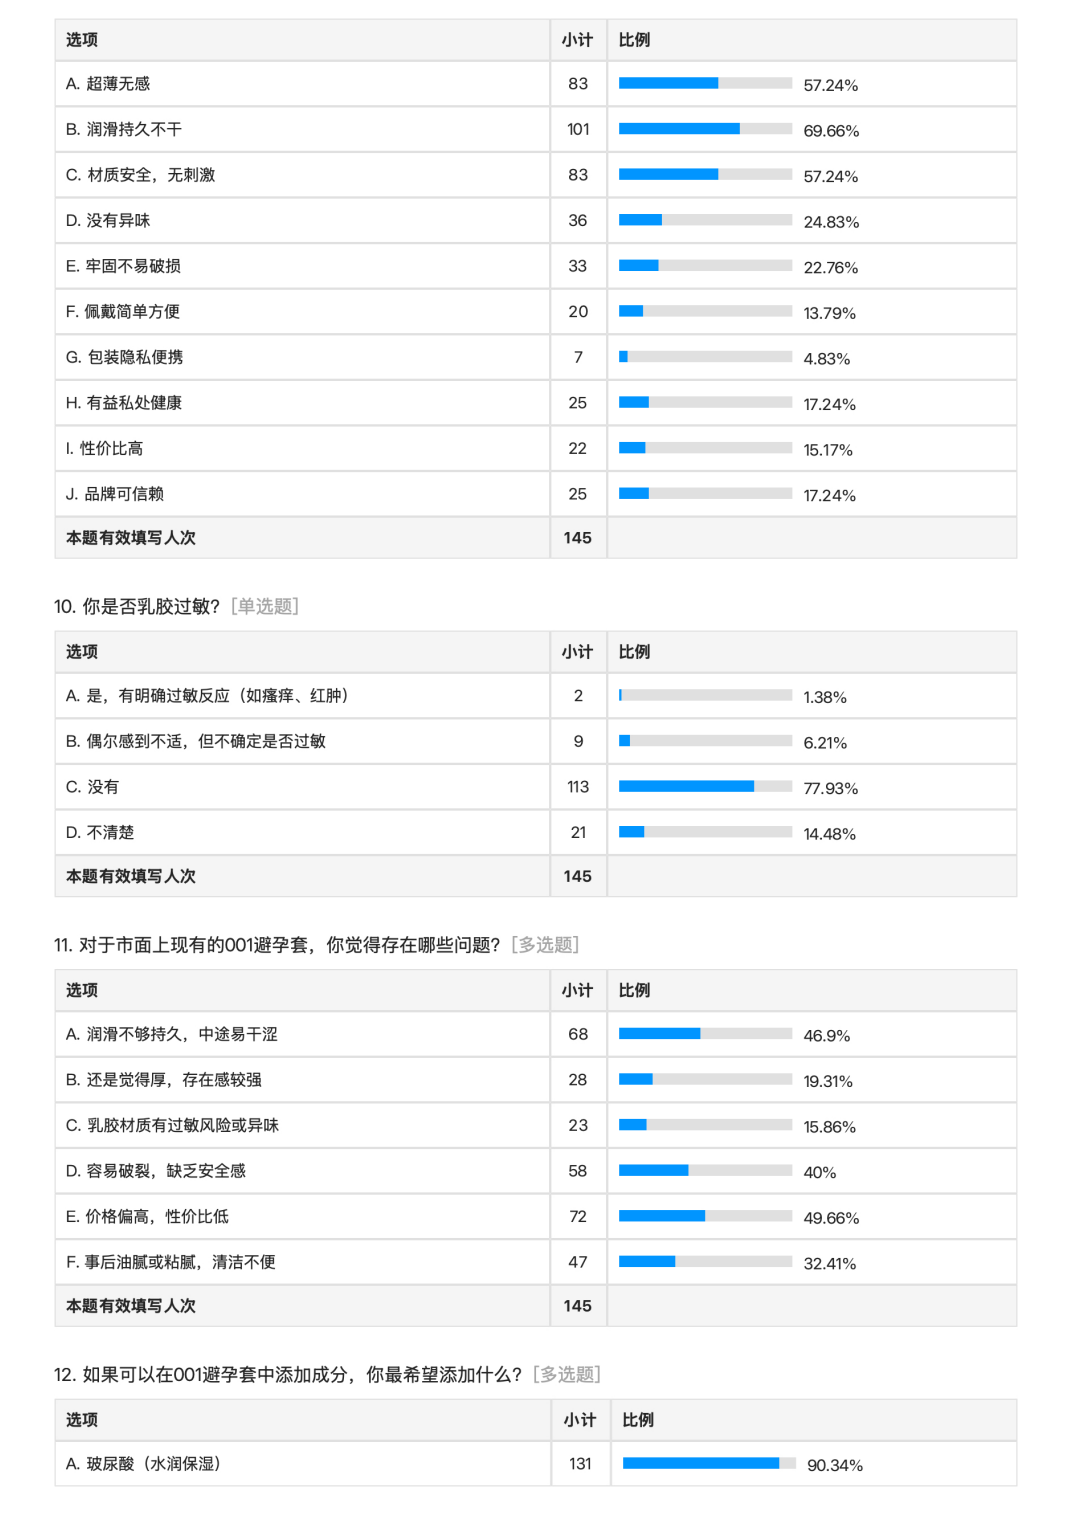 选项 小计 比例
A. 超薄无感 83 57.24%
B. 润滑持久不干 101 69.66%
C. 材质安全，无刺激 83 57.24%
D. 没有异味 36 24.83%
E. 牢固不易破损 33 22.76%
F. 佩戴简单方便 20 13.79%
G. 包装隐私便携 7 4.83%
H. 有益私处健康 25 17.24%
I. 性价比高 22 15.17%
J. 品牌可信赖 25 17.24%
本题有效填写人次 145
10. 你是否乳胶过敏? [单选题]
选项 小计 比例
A. 是，有明确过敏反应（如瘙痒、红肿） 2 1.38%
B. 偶尔感到不适，但不确定是否过敏 9 6.21%
C. 没有 113 77.93%
D. 不清楚 21 14.48%
本题有效填写人次 145
11. 对于市面上现有的001避孕套，你觉得存在哪些问题? [多选题]
选项 小计 比例
A. 润滑不够持久，中途易干涩 68 46.9%
B. 还是觉得厚，存在感较强 28 19.31%
C. 乳胶材质有过敏风险或异味 23 15.86%
D. 容易破裂，缺乏安全感 58 40%
E. 价格偏高，性价比低 72 49.66%
F. 事后油腻或粘腻，清洁不便 47 32.41%
本题有效填写人次 145
12. 如果可以在001避孕套中添加成分，你最希望添加什么? [多选题]
选项 小计 比例
A. 玻尿酸（水润保湿） 131 90.34%